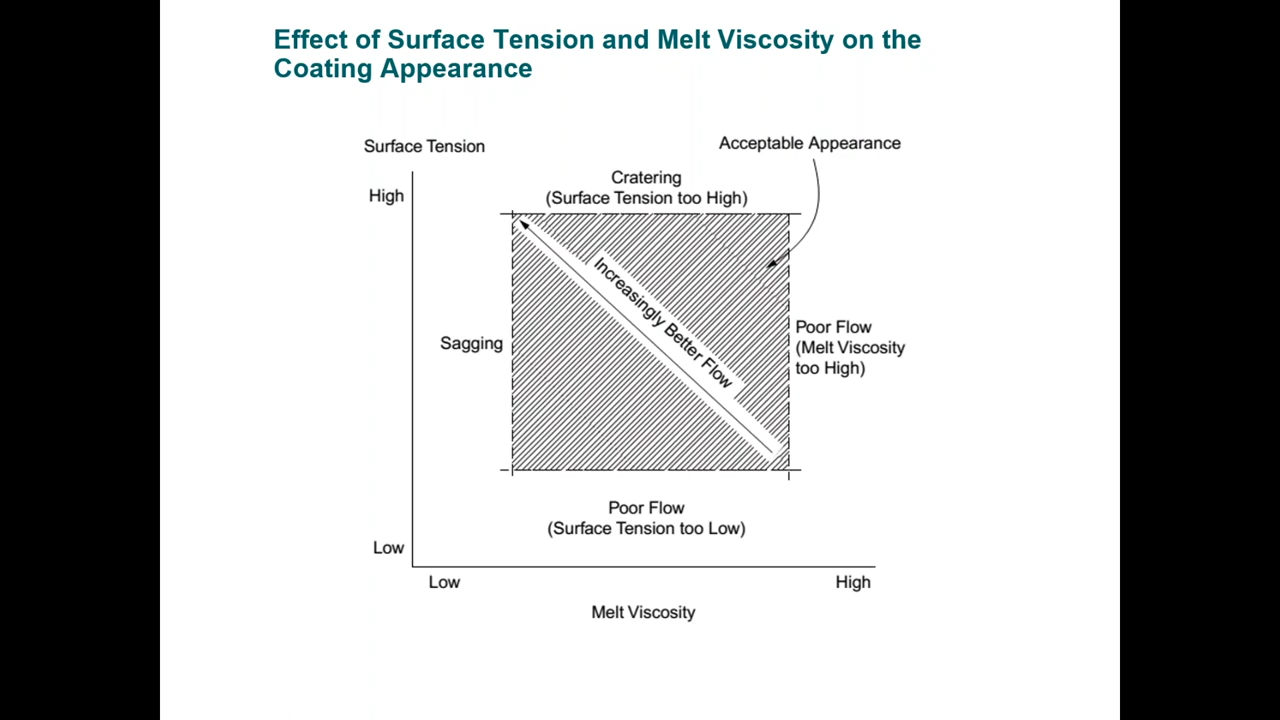 Effect of Surface Tension and Melt Viscosity on the
Coating Appearance
Surface Tension
Acceptable Appearance
High
Cratering
(Surface Tension too High)
Increasingly Better Flow
Sagging
Poor Flow
(Melt Viscosity
too High)
Poor Flow
(Surface Tension too Low)
Low
Low
High
Melt Viscosity